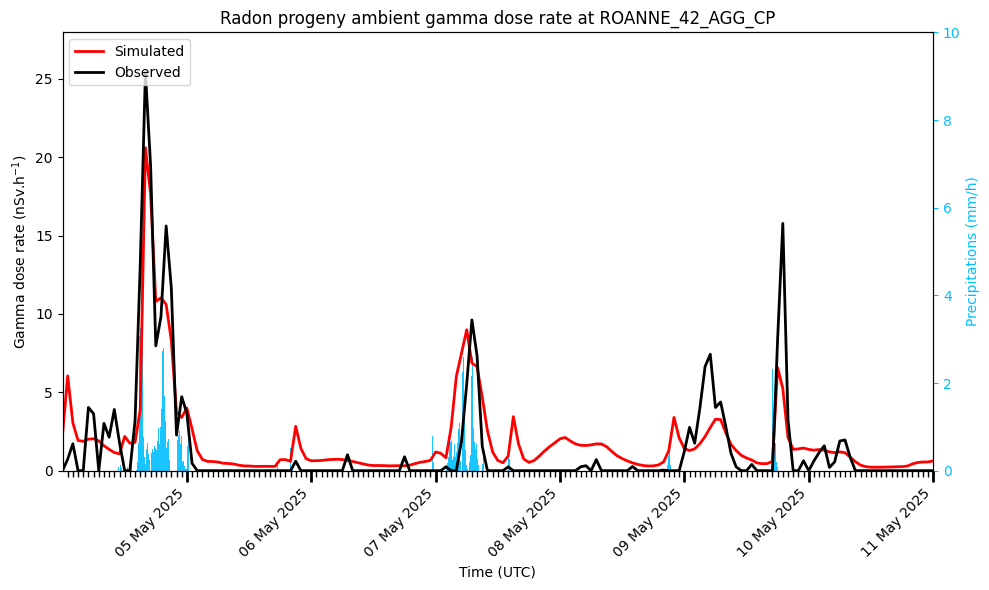 Radon progeny ambient gamma dose rate at ROANNE_42_AGG_CP
Simulated
Observed
Gamma dose rate (nSv.h⁻¹)
0
5
10
15
20
25
Precipitations (mm/h)
0
2
4
6
8
10
05 May 2025
06 May 2025
07 May 2025
08 May 2025
09 May 2025
10 May 2025
11 May 2025
Time (UTC)